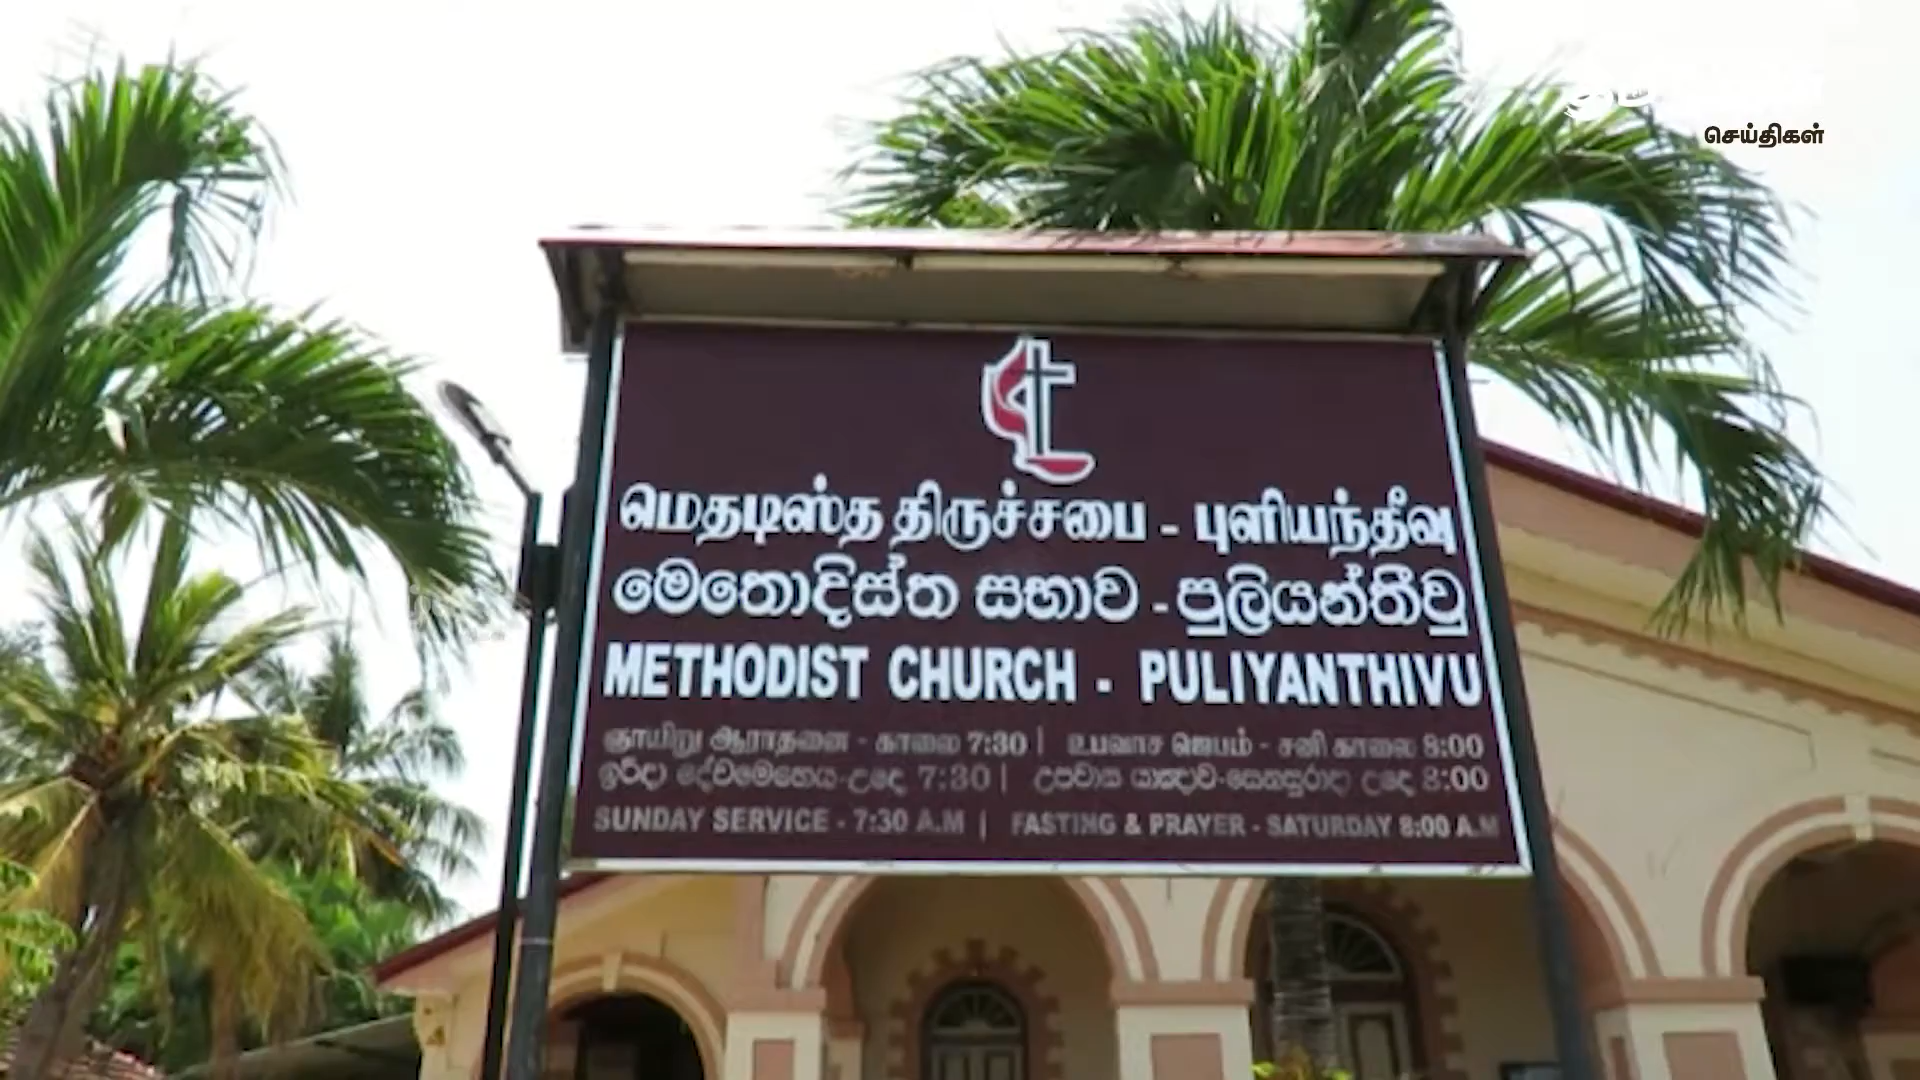 செய்திகள்
மெதடிஸ்த திருச்சபை - புளியந்தீவு
මෙතොදිස්ත සභාව - පුලියන්තීවු
METHODIST CHURCH - PULIYANTHIVU
ஞாயிறு ஆராதனை - காலை 7:30 | உபவாச ஜெபம் - சனி காலை 8:00
ඉරිදා දේවමෙහෙය-උදෙ 7:30 | උපවාස යාඤාව-සෙනසුරාදා උදෙ 8:00
SUNDAY SERVICE - 7:30 A.M | FASTING & PRAYER - SATURDAY 8:00 A.M